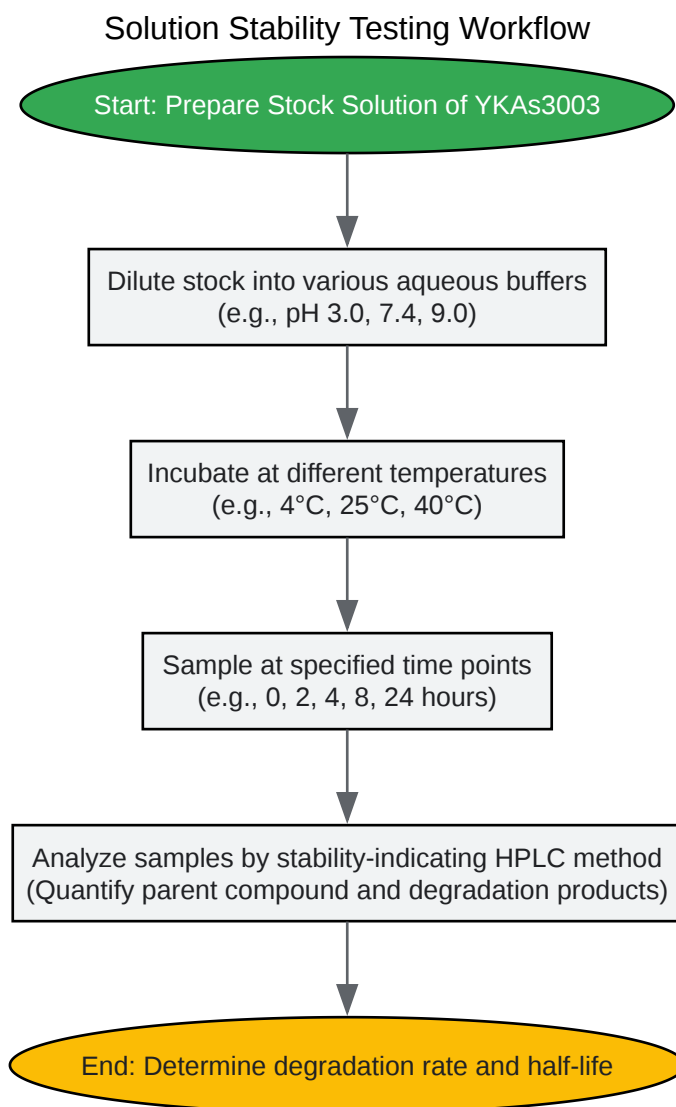 Solution Stability Testing Workflow
Start: Prepare Stock Solution of YKAs3003
Dilute stock into various aqueous buffers
(e.g., pH 3.0, 7.4, 9.0)
Incubate at different temperatures
(e.g., 4°C, 25°C, 40°C)
Sample at specified time points
(e.g., 0, 2, 4, 8, 24 hours)
Analyze samples by stability-indicating HPLC method
(Quantify parent compound and degradation products)
End: Determine degradation rate and half-life